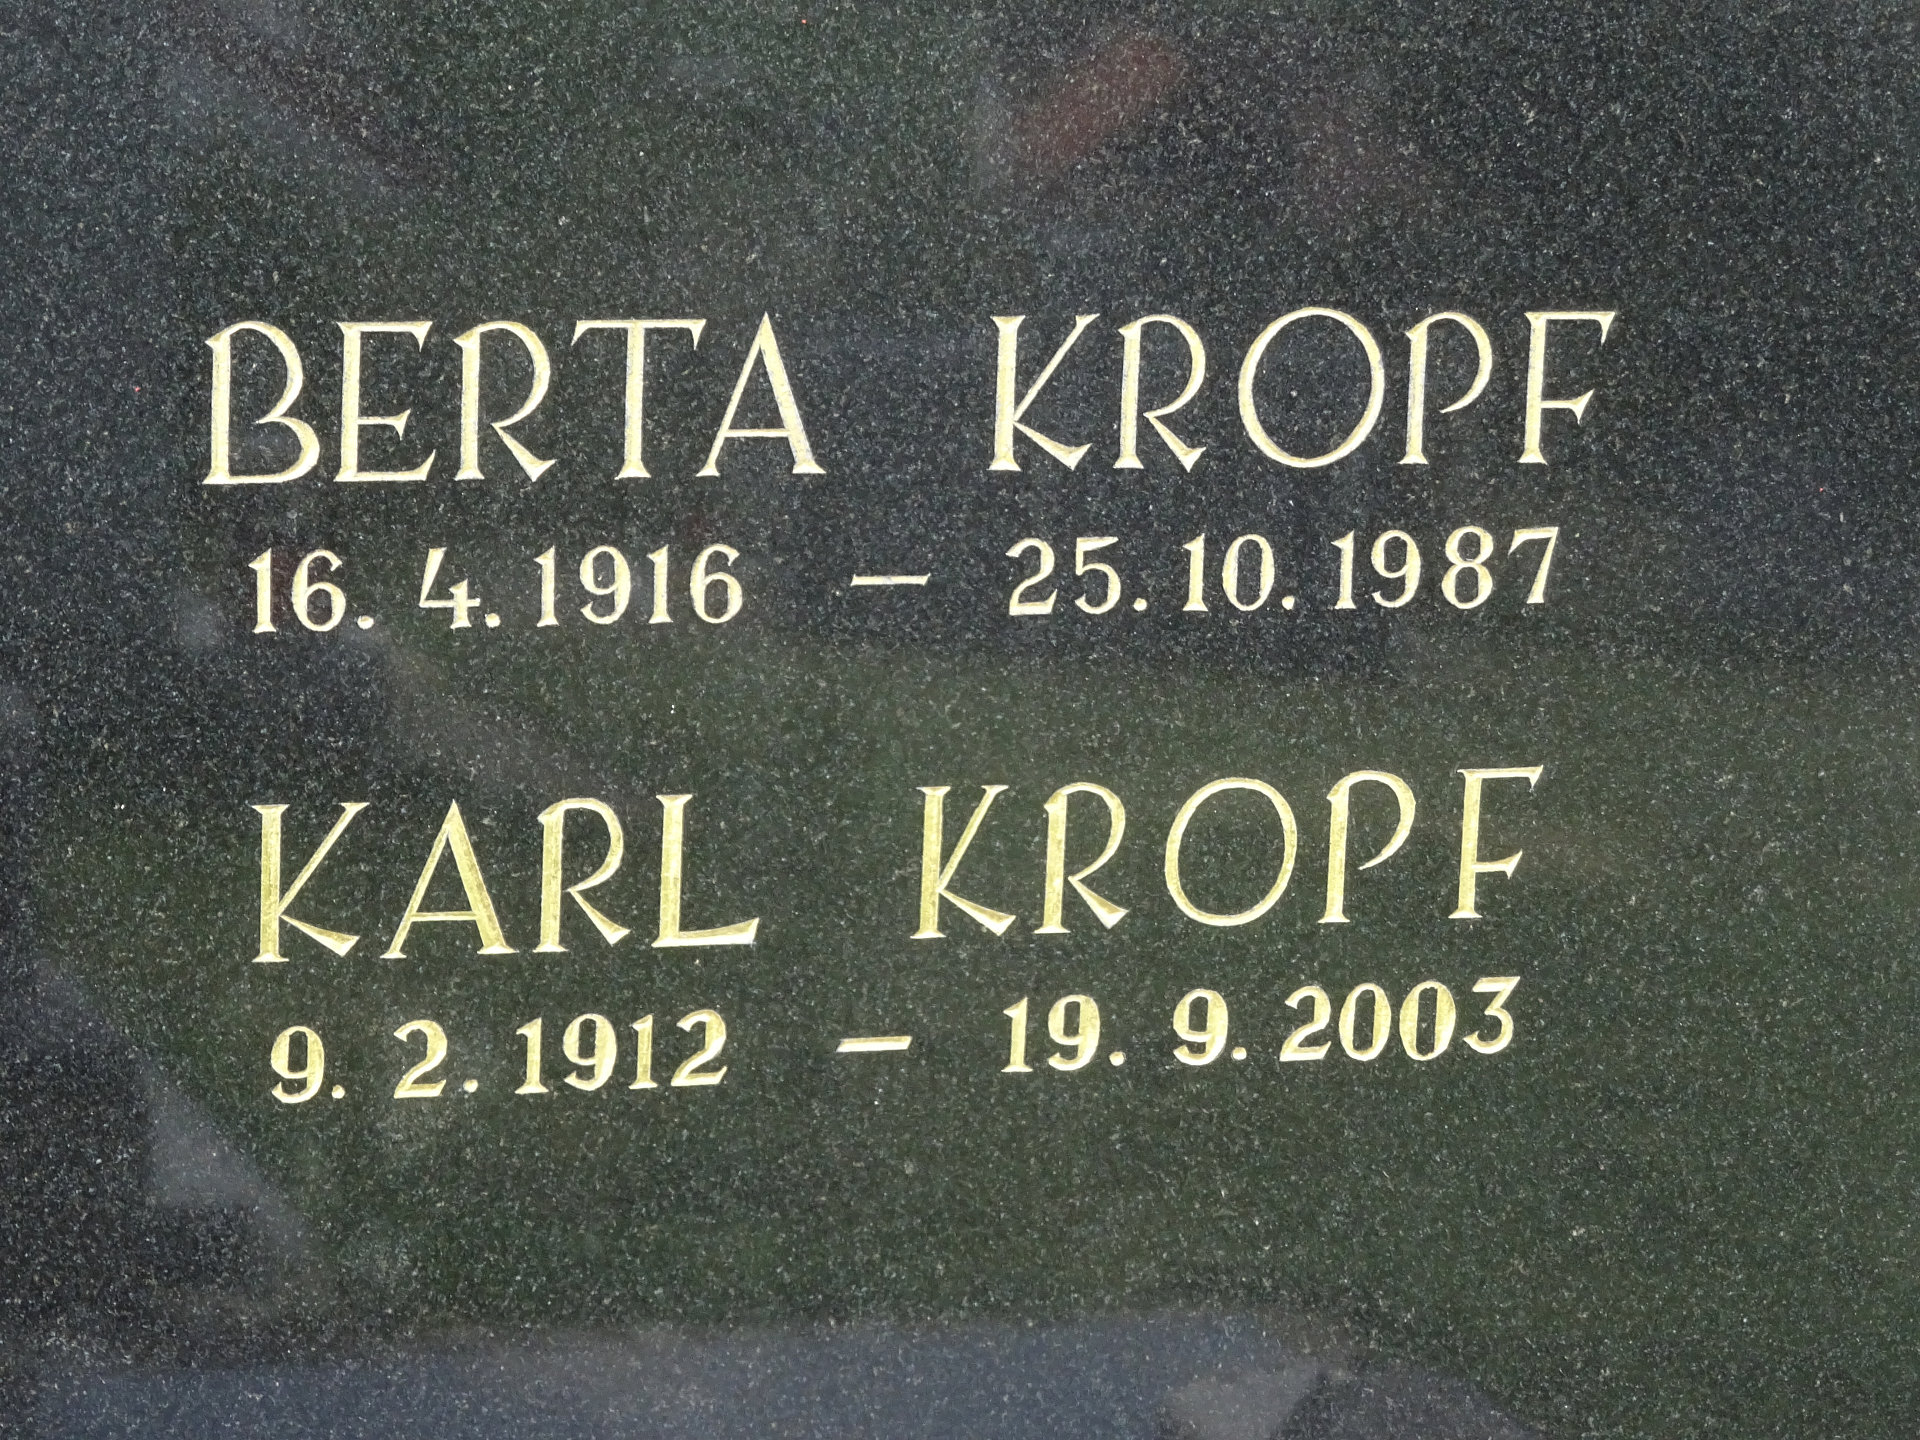 BERTA KROPF
16. 4. 1916 – 25. 10. 1987
KARL KROPF
9. 2. 1912 – 19. 9. 2003